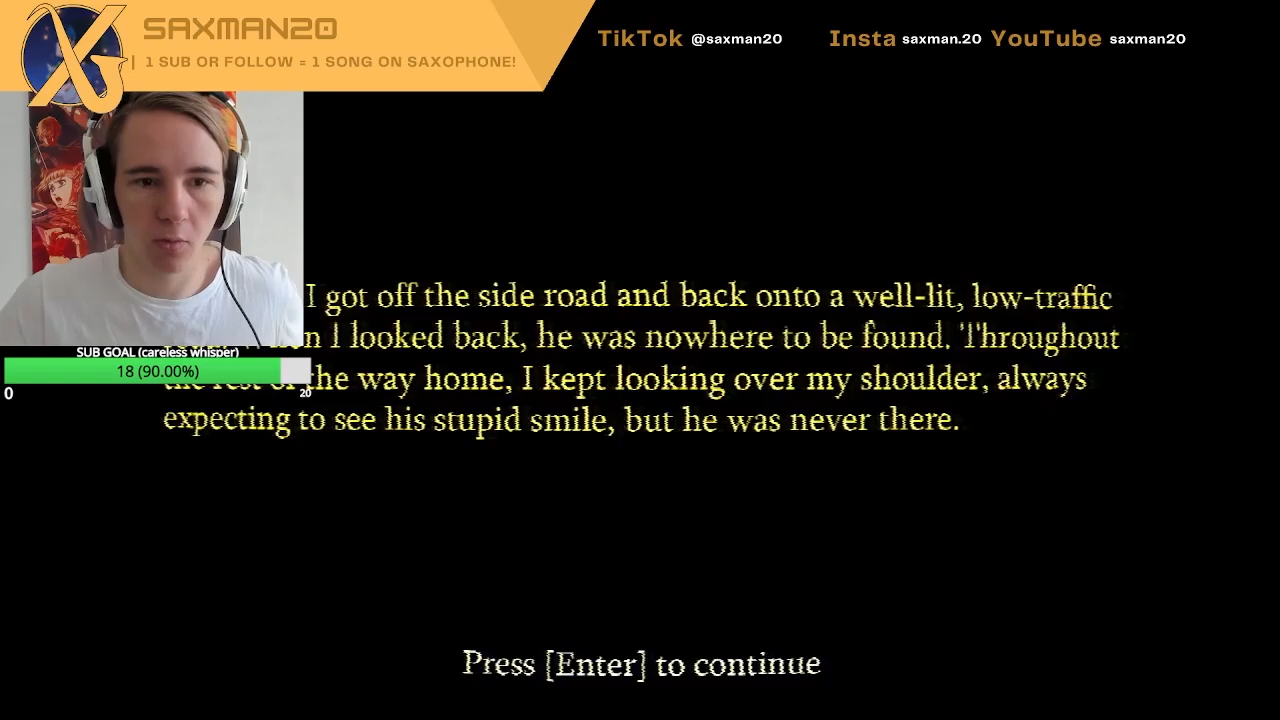 SAXMAN20
| 1 SUB OR FOLLOW = 1 SONG ON SAXOPHONE!
TikTok @saxman20 Insta saxman.20 YouTube saxman20
I got off the side road and back onto a well-lit, low-traffic
I looked back, he was nowhere to be found. Throughout
the rest of the way home, I kept looking over my shoulder, always
expecting to see his stupid smile, but he was never there.
SUB GOAL (careless whisper)
18 (90.00%)
0 20
Press [Enter] to continue